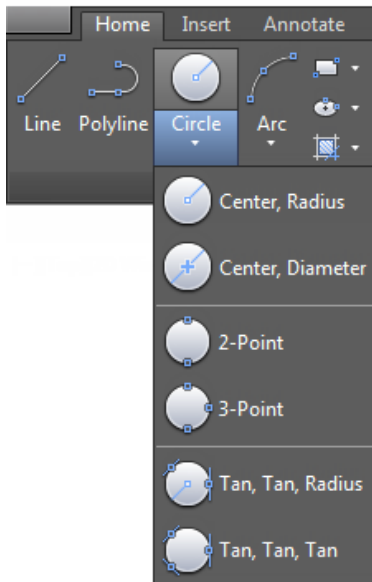 Home Insert Annotate
Line Polyline Circle Arc
Center, Radius
Center, Diameter
2-Point
3-Point
Tan, Tan, Radius
Tan, Tan, Tan